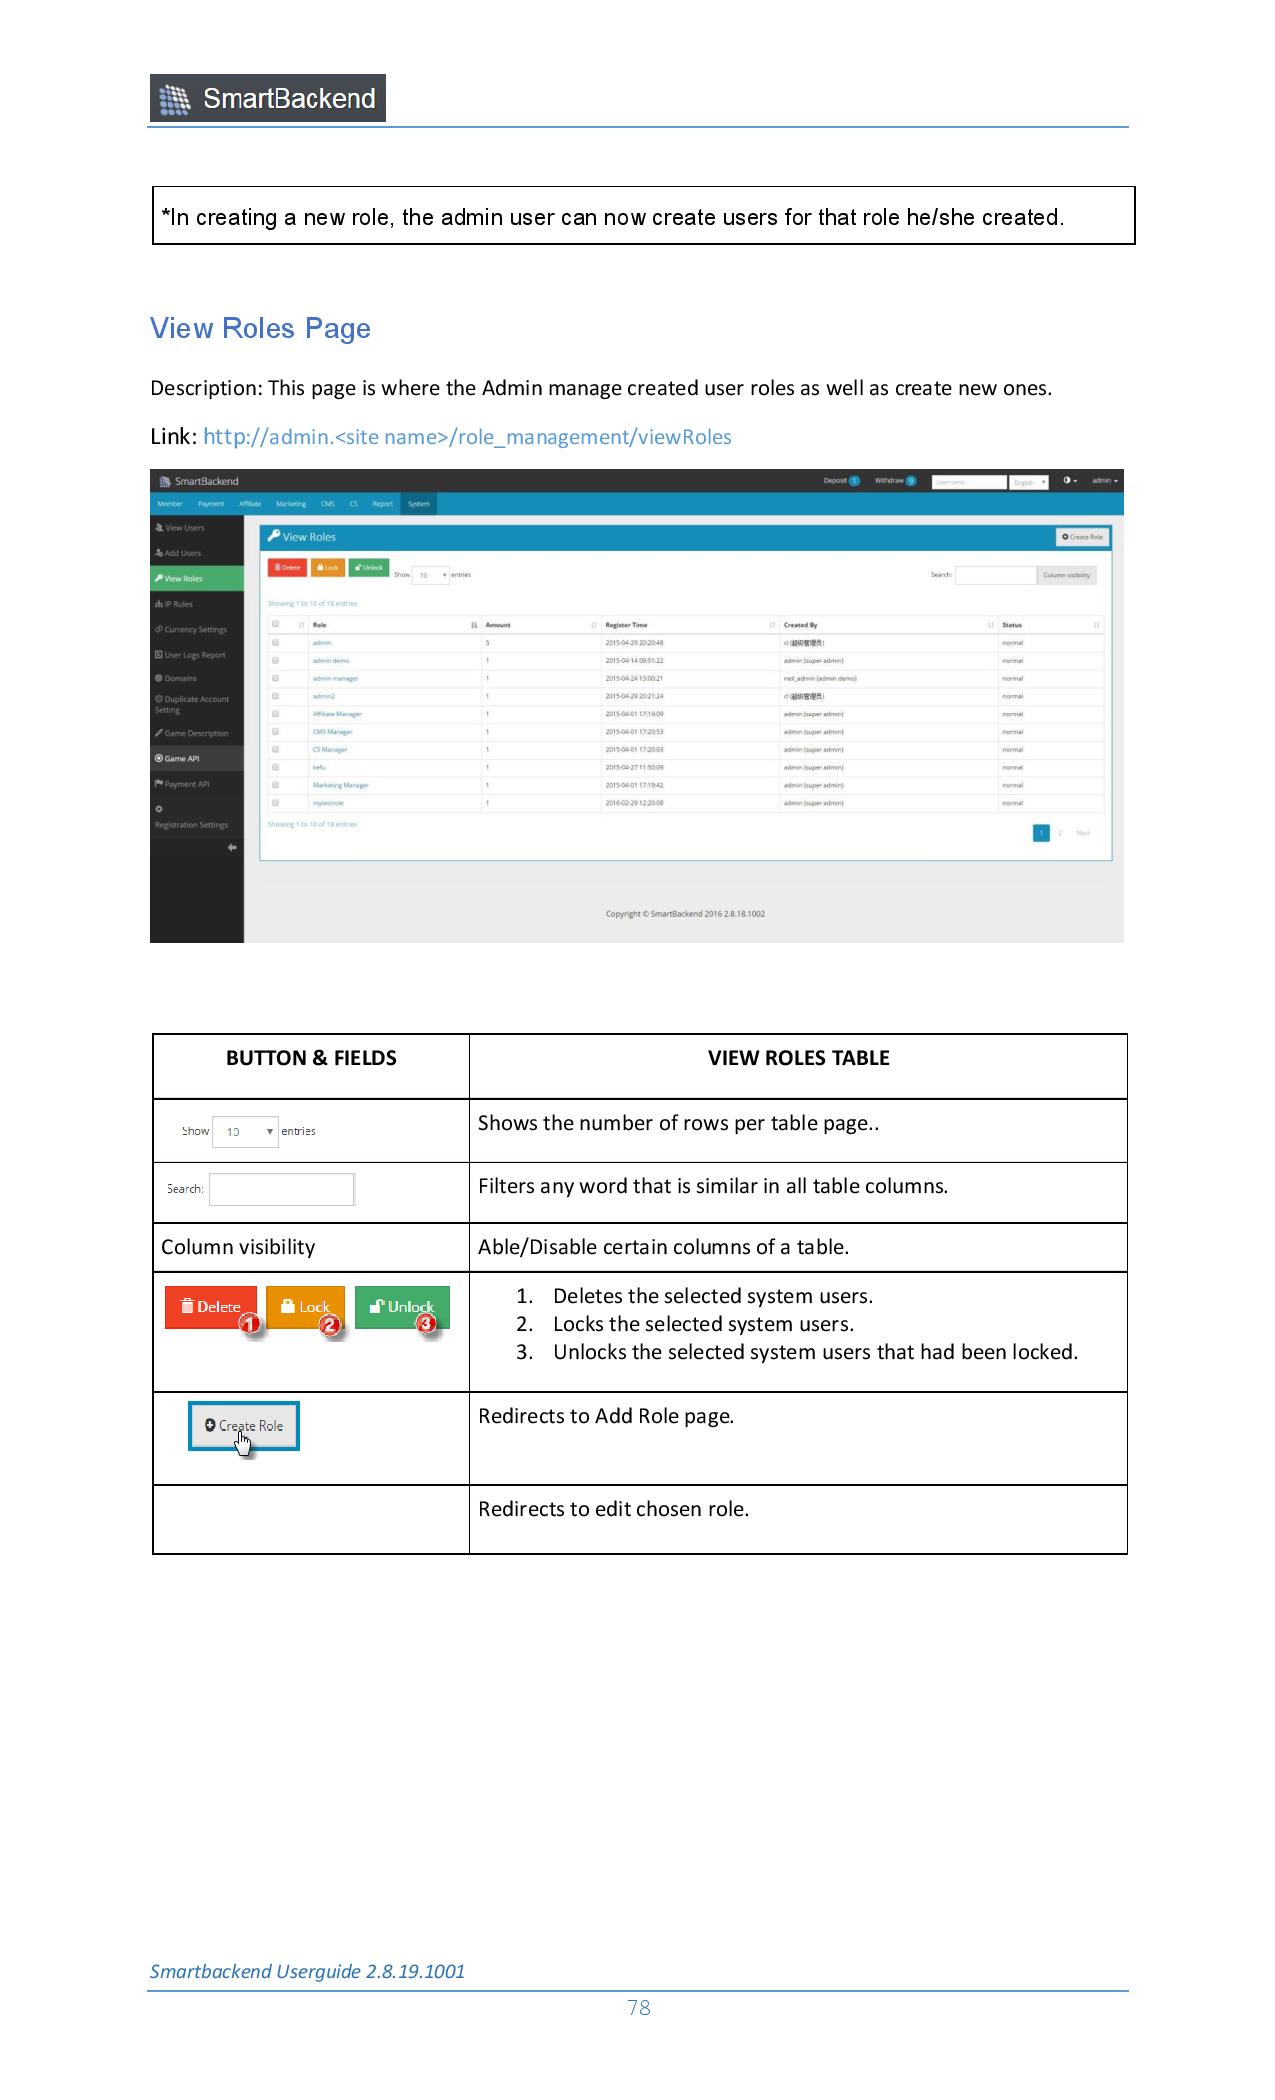 SmartBackend
*In creating a new role, the admin user can now create users for that role he/she created.
View Roles Page
Description: This page is where the Admin manage created user roles as well as create new ones.
Link: http://admin.<site name>/role_management/viewRoles
SmartBackend Deposit 1 Withdraw 9 Username English admin
Member Payment Affiliate Marketing CMS CS Report System
View Users
Add Users
View Roles
IP Rules
Currency Settings
User Logs Report
Domains
Duplicate Account
Setting
Game Description
Game API
Payment API
Registration Settings
View Roles Create Role
Delete Lock Unlock Show 10 entries Search: Column visibility
Showing 1 to 10 of 18 entries
Role Amount Register Time Created By Status
admin 5 2015-04-29 20:20:48 cl (超级管理员) normal
admin demo 1 2015-04-14 09:51:22 admin (super admin) normal
admin manager 1 2015-04-24 13:00:21 neil_admin (admin demo) normal
admin2 1 2015-04-29 20:21:24 cl (超级管理员) normal
Affiliate Manager 1 2015-04-01 17:19:09 admin (super admin) normal
CMS Manager 1 2015-04-01 17:20:53 admin (super admin) normal
CS Manager 1 2015-04-01 17:20:03 admin (super admin) normal
kefu 1 2015-04-27 11:50:09 admin (super admin) normal
Marketing Manager 1 2015-04-01 17:19:42 admin (super admin) normal
mytestrole 1 2016-02-29 12:20:08 admin (super admin) normal
Showing 1 to 10 of 18 entries
1 2 Next
Copyright © SmartBackend 2016 2.8.18.1002
BUTTON & FIELDS VIEW ROLES TABLE
Show 10 entries Shows the number of rows per table page..
Search: Filters any word that is similar in all table columns.
Column visibility Able/Disable certain columns of a table.
Delete 1 Lock 2 Unlock 3
1. Deletes the selected system users.
2. Locks the selected system users.
3. Unlocks the selected system users that had been locked.
Create Role Redirects to Add Role page.
Redirects to edit chosen role.
Smartbackend Userguide 2.8.19.1001
78